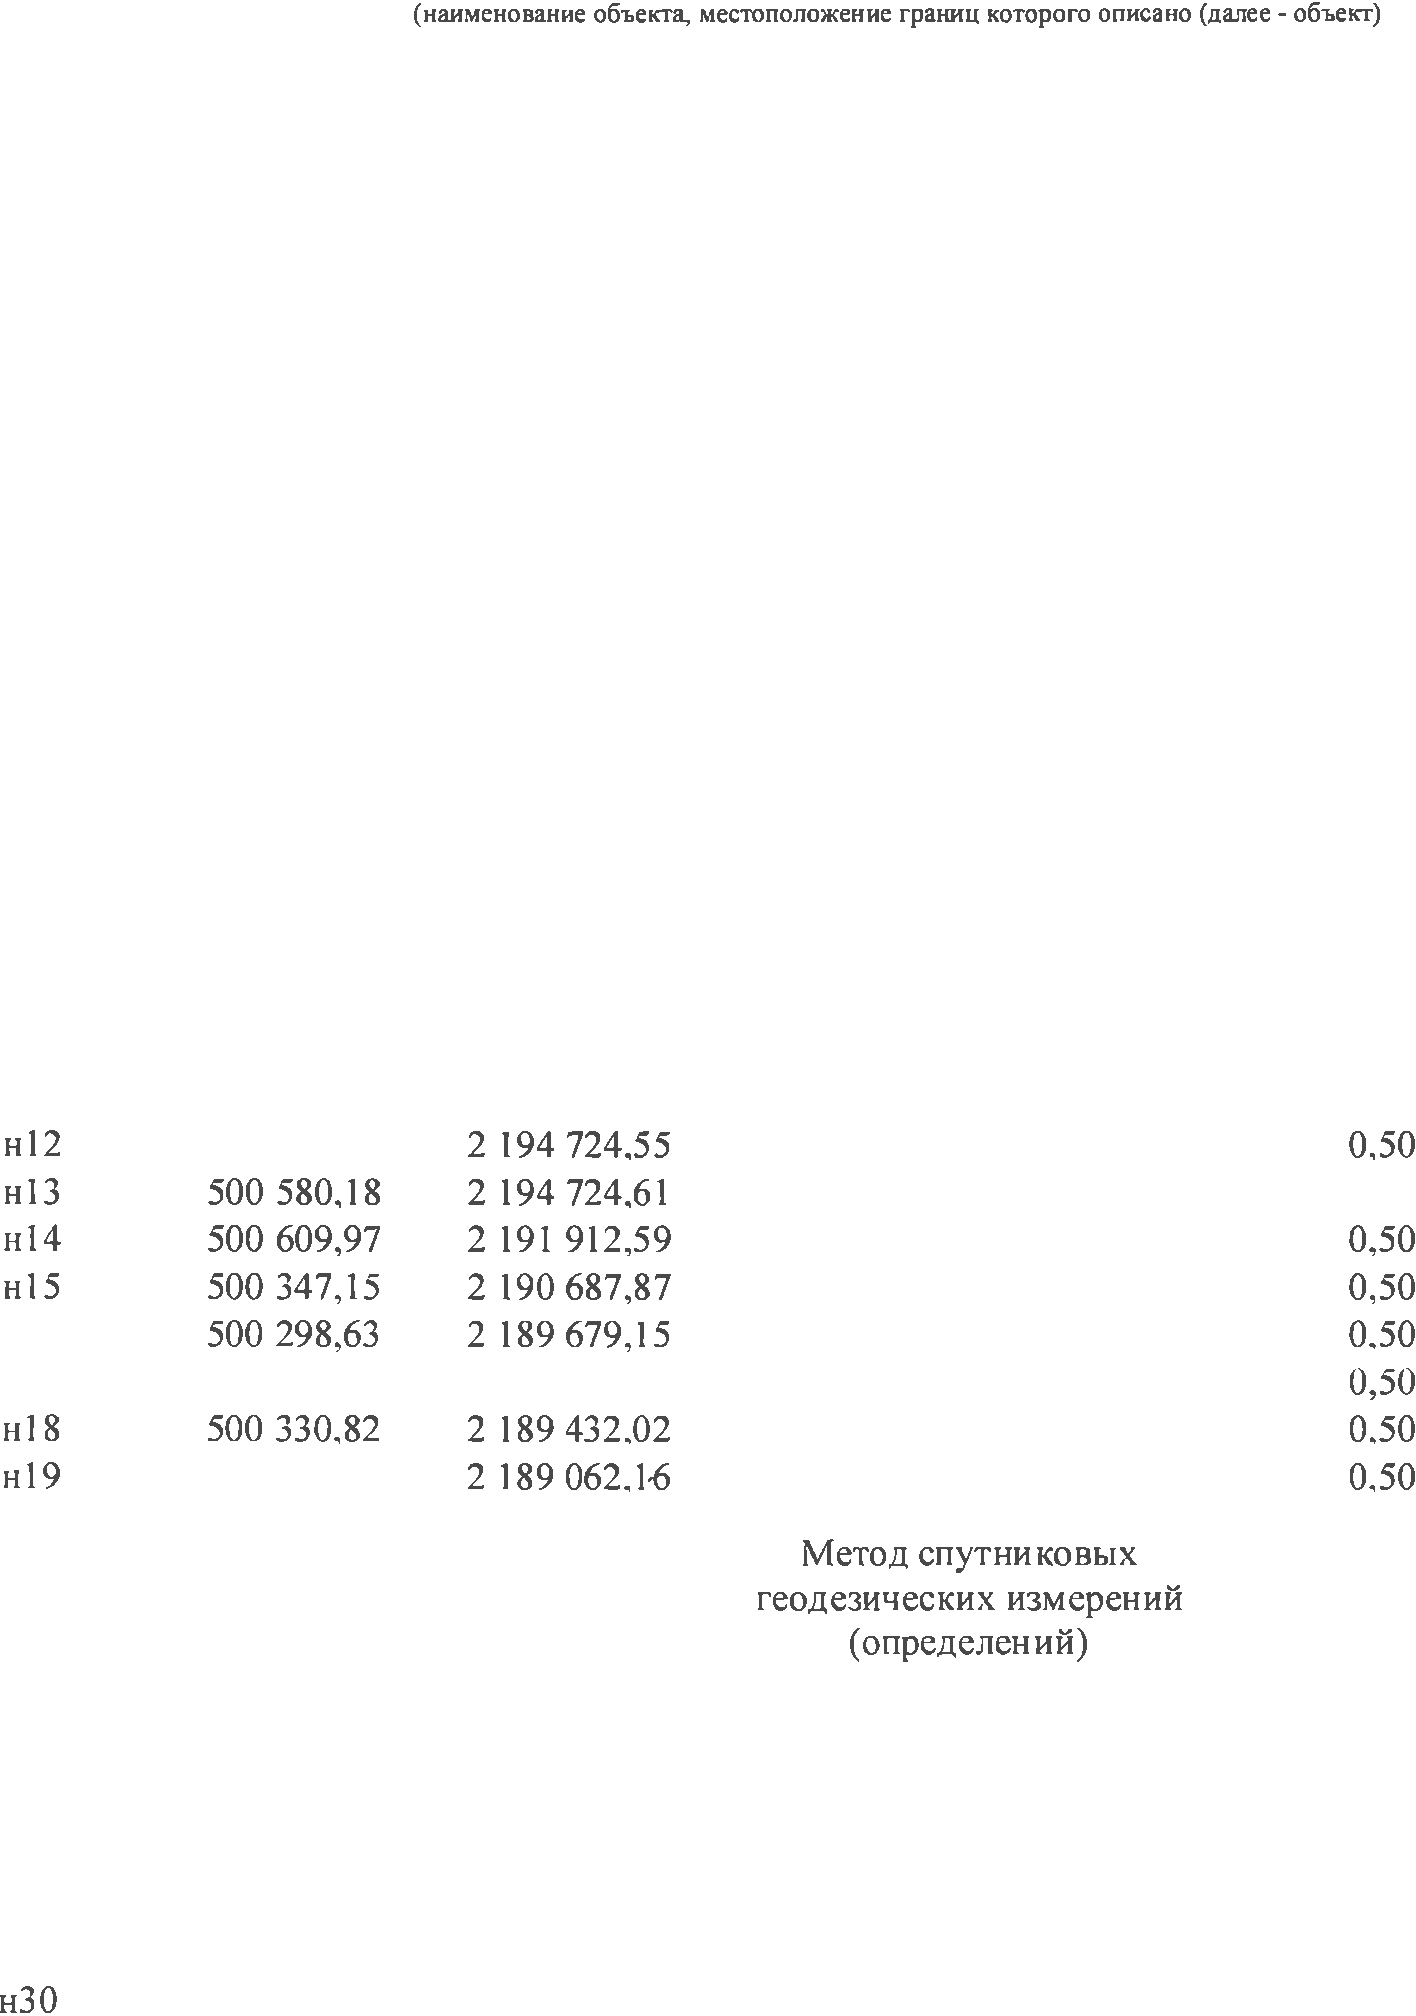 (наименование объекта, местоположение границ которого описано (далее - объект)
н12 2 194 724,55 0,50
н13 500 580,18 2 194 724,61
н14 500 609,97 2 191 912,59 0,50
н15 500 347,15 2 190 687,87 0,50
500 298,63 2 189 679,15 0,50
0,50
н18 500 330,82 2 189 432,02 0,50
н19 2 189 062,16 0,50
Метод спутниковых
геодезических измерений
(определений)
н30